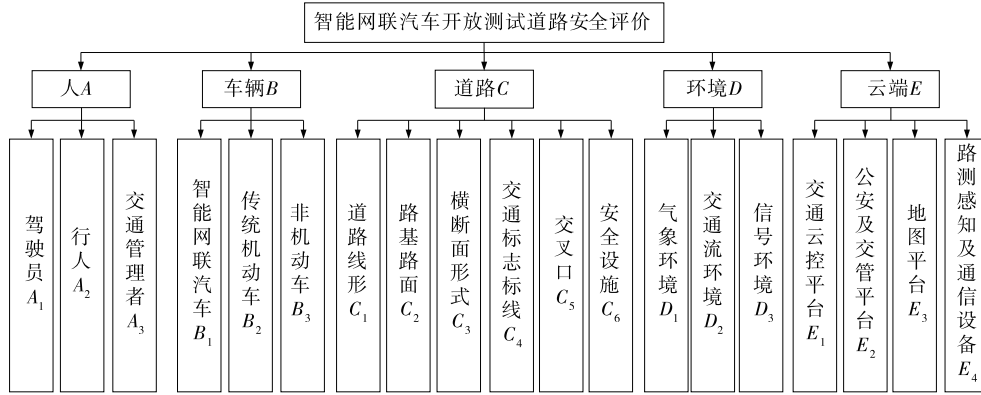 智能网联汽车开放测试道路安全评价
人A
车辆B
道路C
环境D
云端E
驾驶员A₁
行人A₂
交通管理者A₃
智能网联汽车B₁
传统机动车B₂
非机动车B₃
道路线形C₁
路基路面C₂
横断面形式C₃
交通标志标线C₄
交叉口C₅
安全设施C₆
气象环境D₁
交通流环境D₂
信号环境D₃
交通云控平台E₁
公安及交管平台E₂
地图平台E₃
路测感知及通信设备E₄